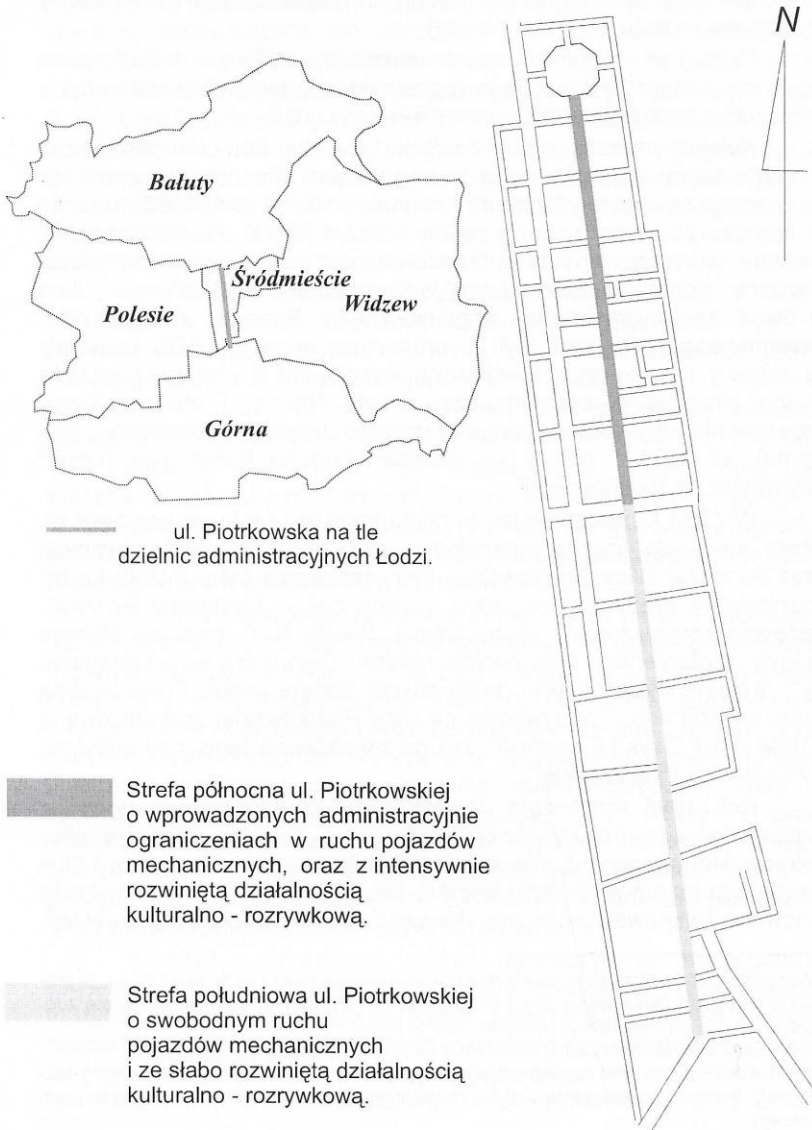 N
Bałuty
Śródmieście
Polesie
Widzew
Górna
ul. Piotrkowska na tle
dzielnic administracyjnych Łodzi.
Strefa północna ul. Piotrkowskiej
o wprowadzonych administracyjnie
ograniczeniach w ruchu pojazdów
mechanicznych, oraz z intensywnie
rozwiniętą działalnością
kulturalno - rozrywkową.
Strefa południowa ul. Piotrkowskiej
o swobodnym ruchu
pojazdów mechanicznych
i ze słabo rozwiniętą działalnością
kulturalno - rozrywkową.